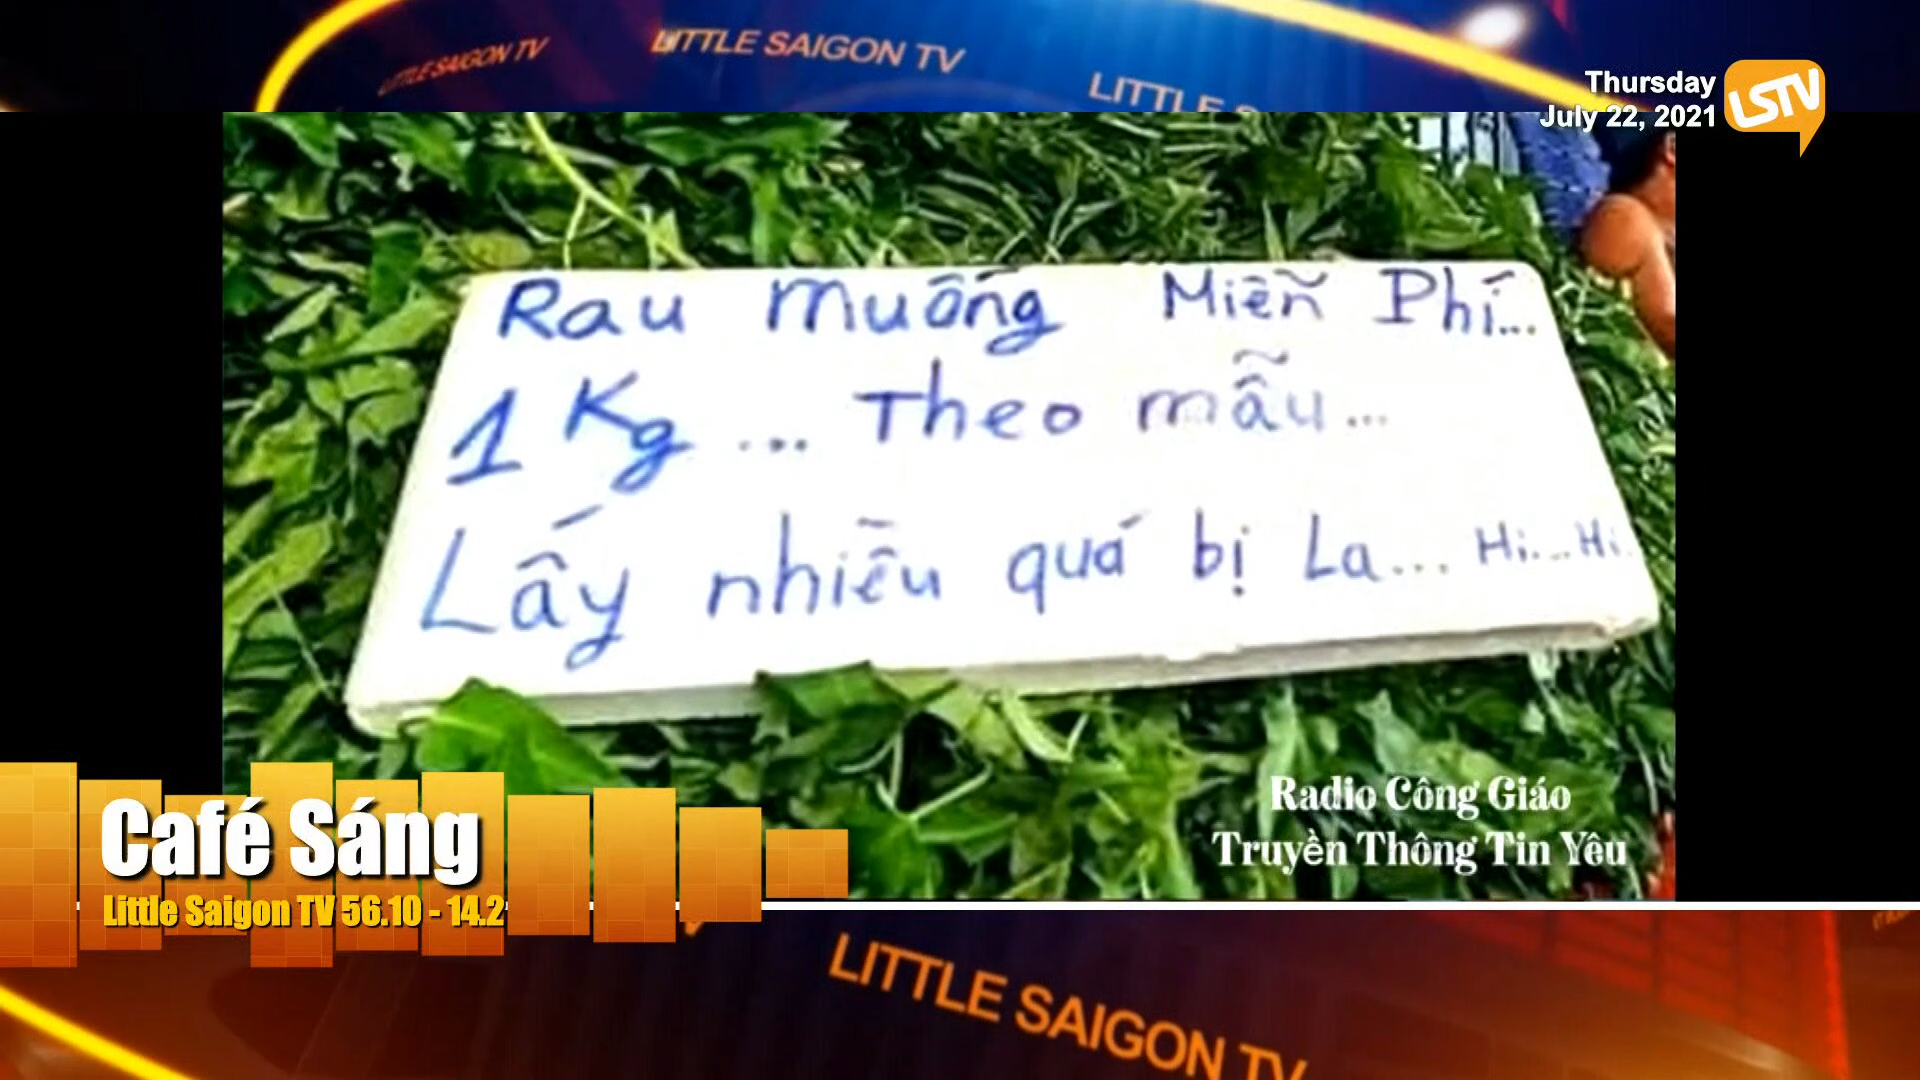 LITTLE SAIGON TV
LITTLE SAIGON TV
LITTLE
Thursday
July 22, 2021
LSTV
Rau muống Miễn Phí...
1 Kg ... Theo mẫu...
Lấy nhiều quá bị La... Hi...Hi.
Radio Công Giáo
Truyền Thông Tin Yêu
Café Sáng
Little Saigon TV 56.10 - 14.2
LITTLE SAIGON TV